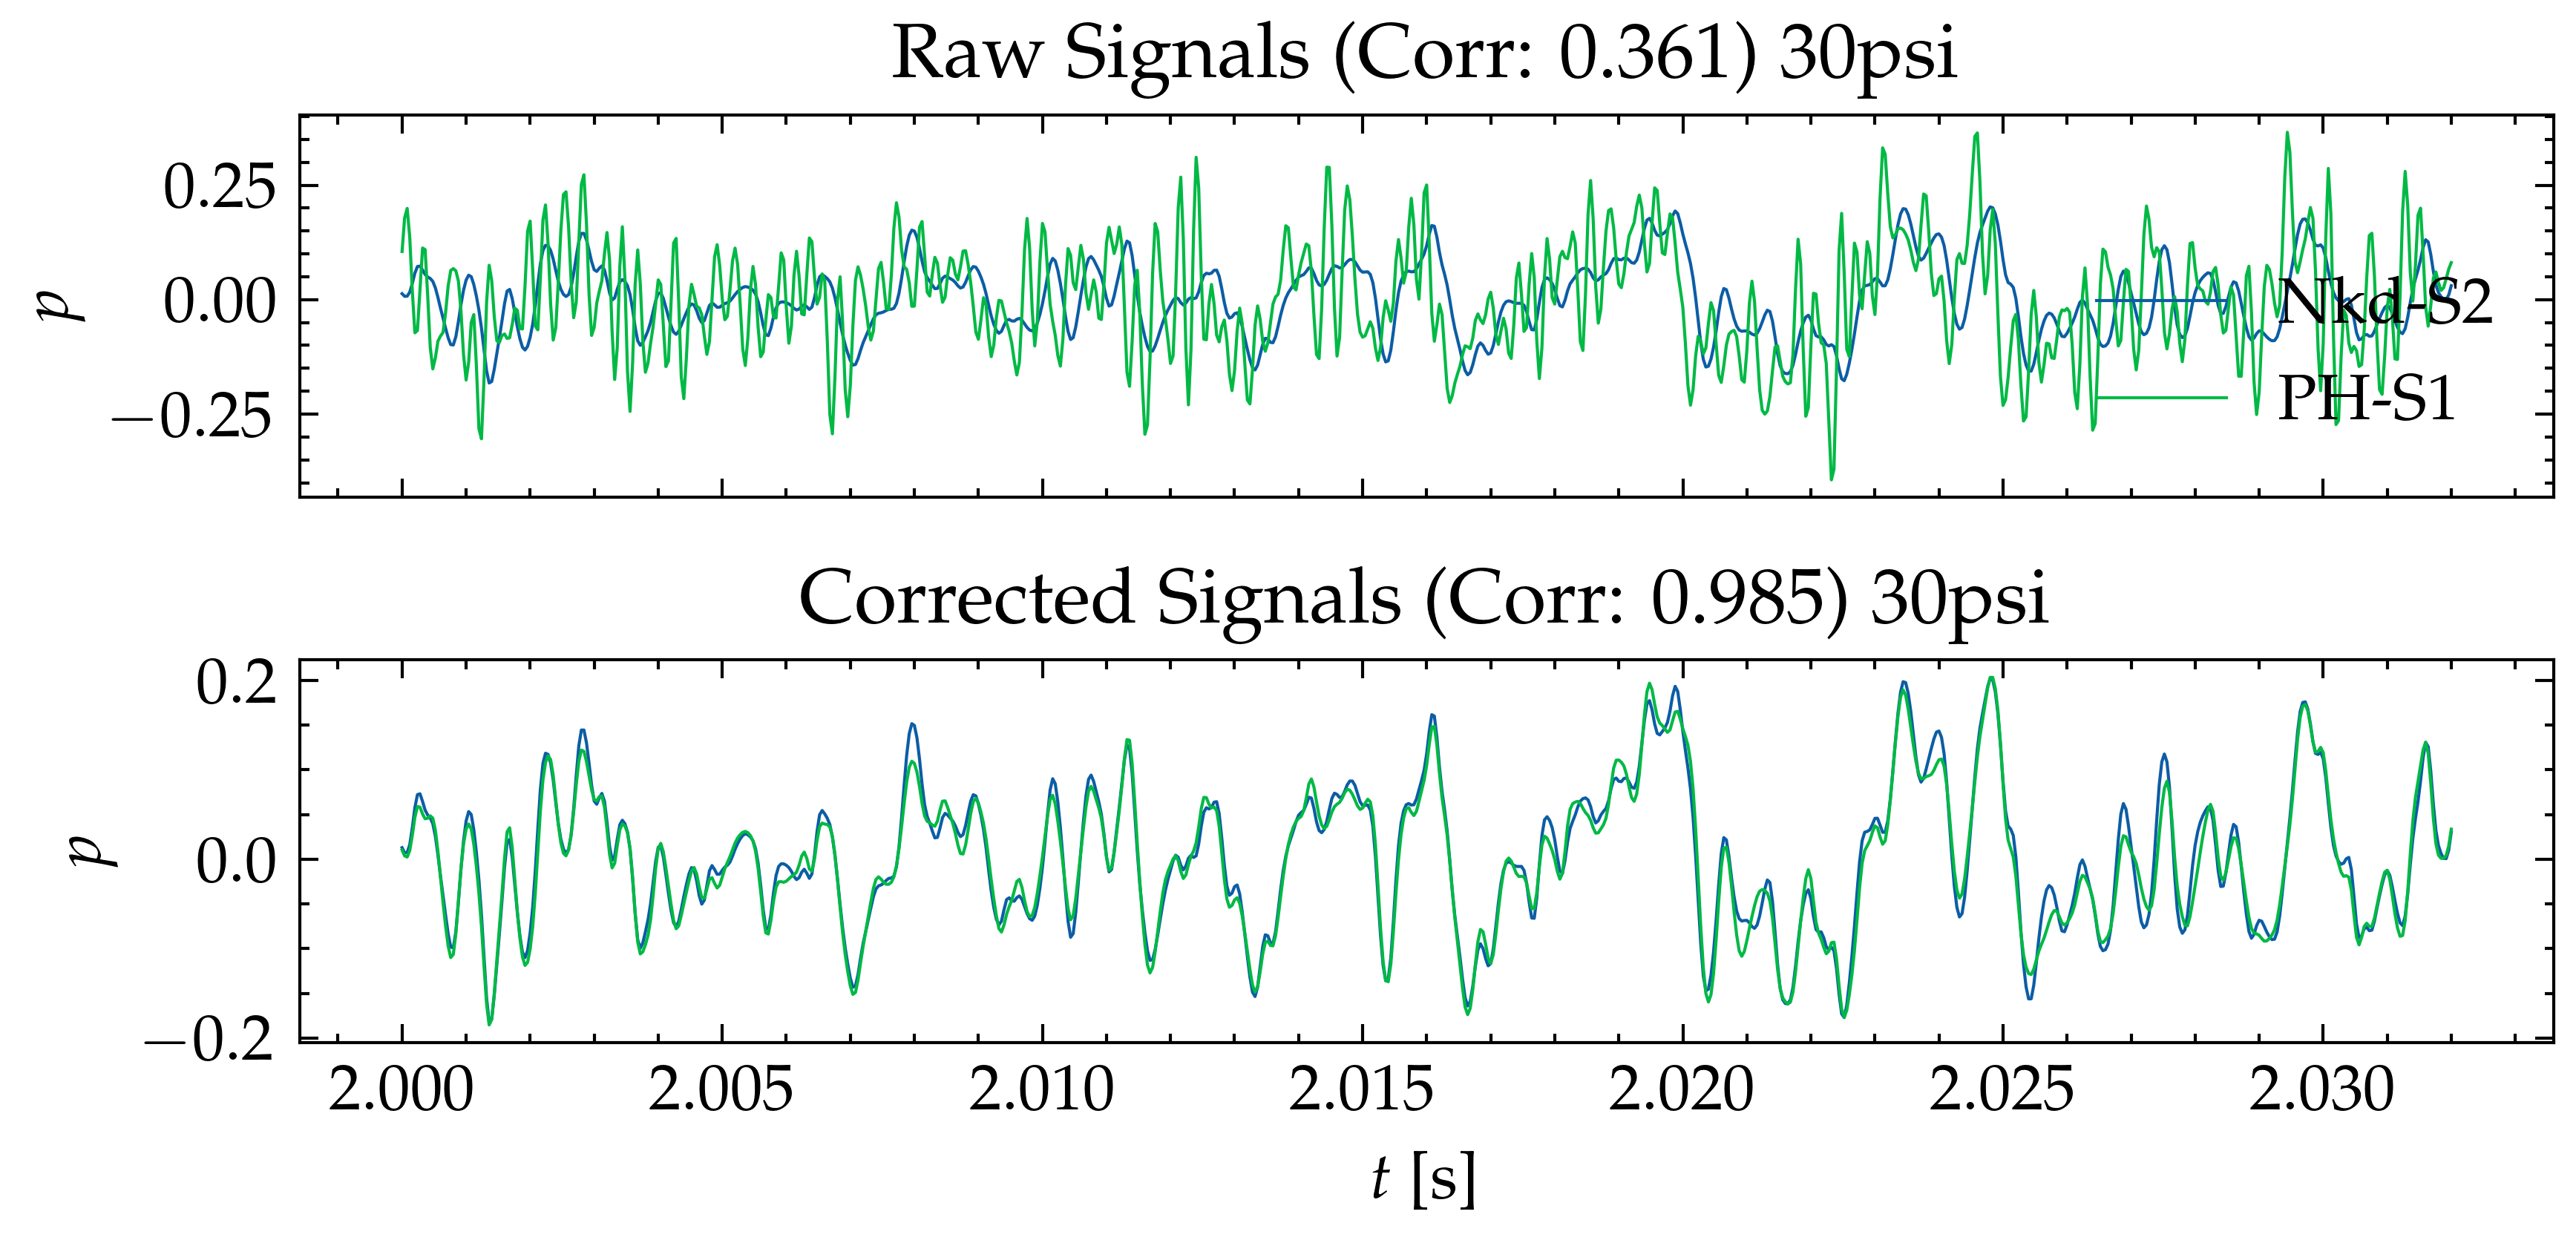 Raw Signals (Corr: 0.361) 30psi
p
0.25
0.00
−0.25
Nkd-S2
PH-S1
Corrected Signals (Corr: 0.985) 30psi
p
0.2
0.0
−0.2
2.000 2.005 2.010 2.015 2.020 2.025 2.030
t [s]